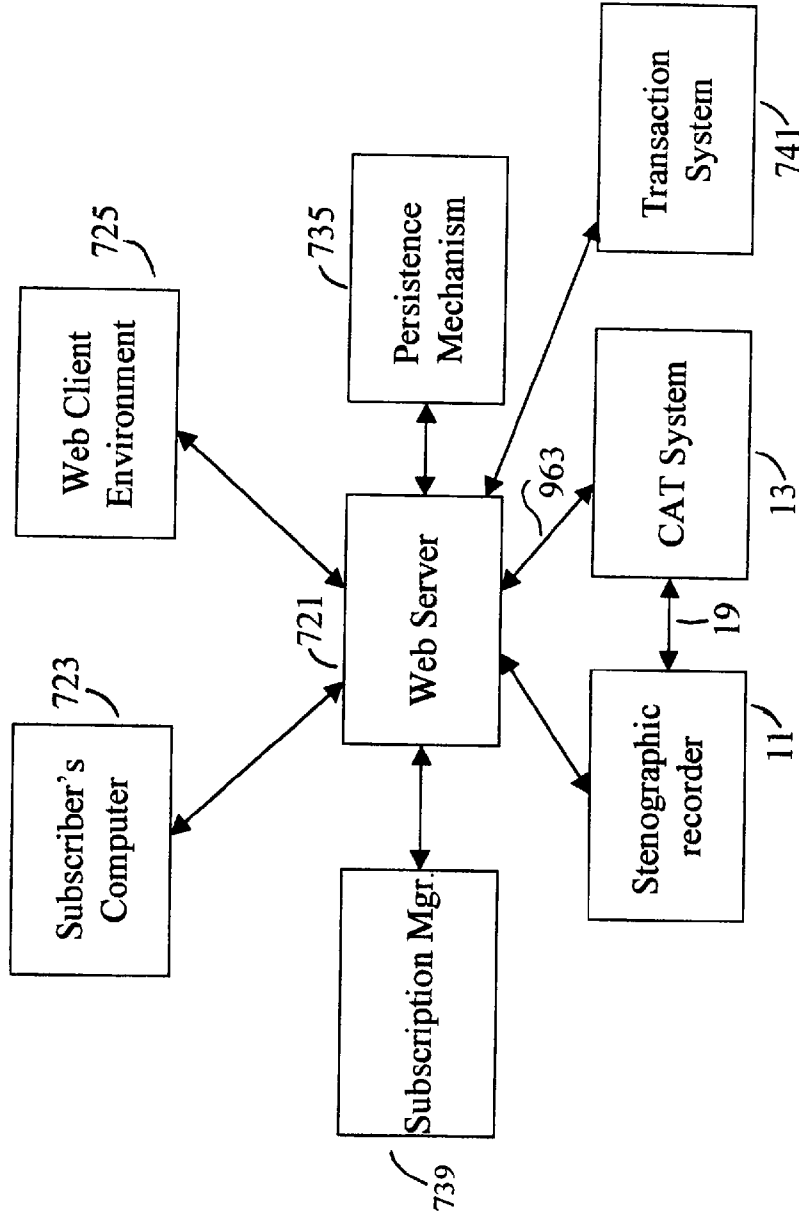 723
Subscriber's
Computer
725
Web Client
Environment
721
735
Subscription Mgr.
Web Server
Persistence
Mechanism
739
963
Stenographic
recorder
CAT System
Transaction
System
19
11
13
741